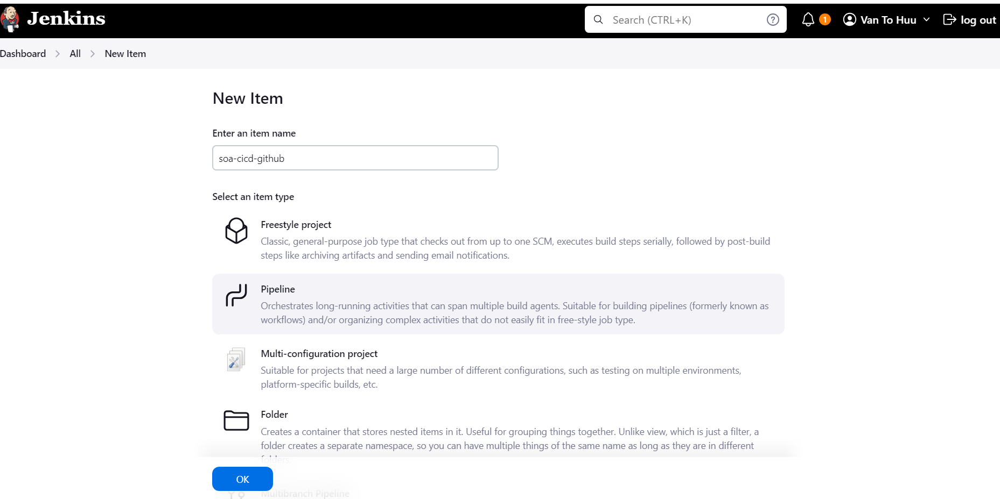 Jenkins
Search (CTRL+K)
1
Van To Huu
log out
Dashboard
All
New Item
New Item
Enter an item name
soa-cicd-github
Select an item type
Freestyle project
Classic, general-purpose job type that checks out from up to one SCM, executes build steps serially, followed by post-build
steps like archiving artifacts and sending email notifications.
Pipeline
Orchestrates long-running activities that can span multiple build agents. Suitable for building pipelines (formerly known as
workflows) and/or organizing complex activities that do not easily fit in free-style job type.
Multi-configuration project
Suitable for projects that need a large number of different configurations, such as testing on multiple environments,
platform-specific builds, etc.
Folder
Creates a container that stores nested items in it. Useful for grouping things together. Unlike view, which is just a filter, a
folder creates a separate namespace, so you can have multiple things of the same name as long as they are in different
folders.
OK
Multibranch Pipeline